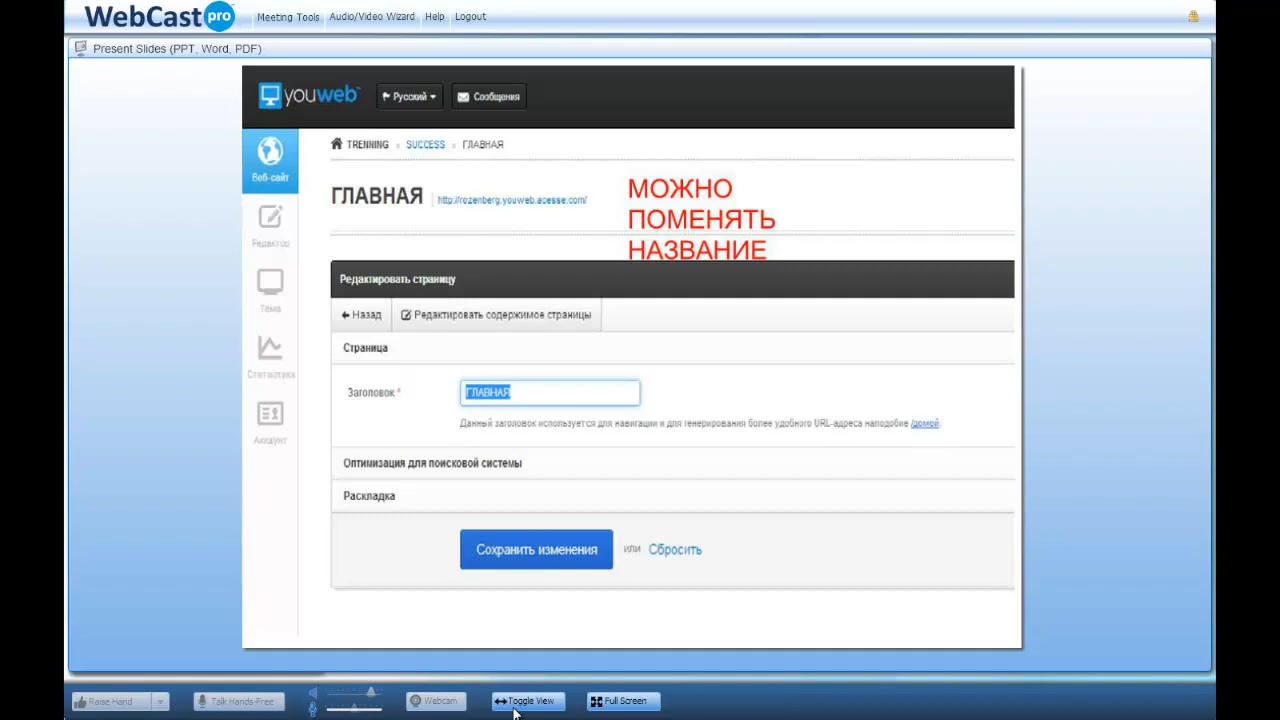 WebCast pro Meeting Tools Audio/Video Wizard Help Logout
Present Slides (PPT, Word, PDF)
youweb Русский Сообщения
TRENNING SUCCESS ГЛАВНАЯ
Веб-сайт
ГЛАВНАЯ http://rozenberg.youweb.acesse.com/
МОЖНО
ПОМЕНЯТЬ
НАЗВАНИЕ
Редактор
Редактировать страницу
Тема
Назад Редактировать содержимое страницы
Страница
Статистика
Заголовок * ГЛАВНАЯ
Данный заголовок используется для навигации и для генерирования более удобного URL-адреса наподобие /домой.
Аккаунт
Оптимизация для поисковой системы
Раскладка
Сохранить изменения или Сбросить
Raise Hand Talk Hands-Free Webcam Toggle View Full Screen